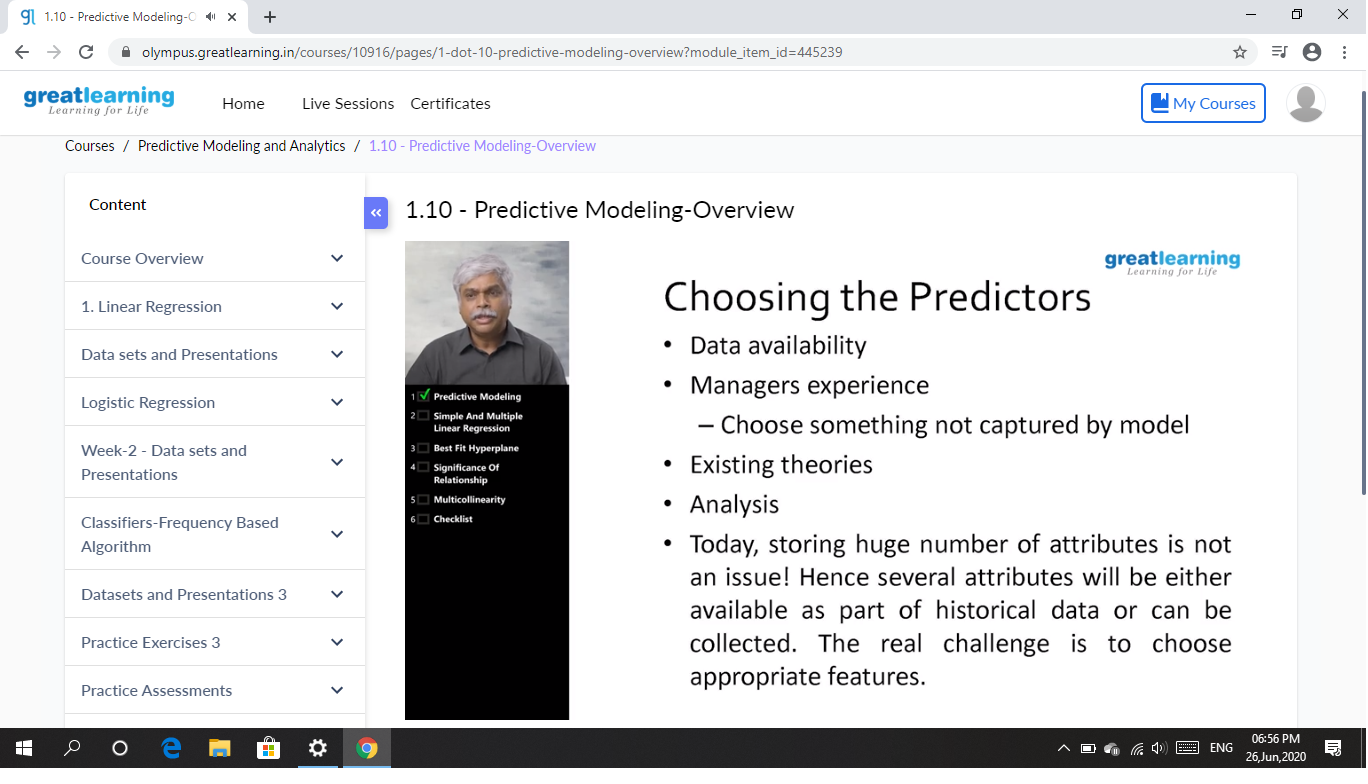 1.10 - Predictive Modeling-O
olympus.greatlearning.in/courses/10916/pages/1-dot-10-predictive-modeling-overview?module_item_id=445239
greatlearning
Learning for Life
Home
Live Sessions
Certificates
My Courses
Courses / Predictive Modeling and Analytics / 1.10 - Predictive Modeling-Overview
Content
Course Overview
1. Linear Regression
Data sets and Presentations
Logistic Regression
Week-2 - Data sets and
Presentations
Classifiers-Frequency Based
Algorithm
Datasets and Presentations 3
Practice Exercises 3
Practice Assessments
1.10 - Predictive Modeling-Overview
1 Predictive Modeling
2 Simple And Multiple
Linear Regression
3 Best Fit Hyperplane
4 Significance Of
Relationship
5 Multicollinearity
6 Checklist
greatlearning
Learning for Life
Choosing the Predictors
• Data availability
• Managers experience
– Choose something not captured by model
• Existing theories
• Analysis
• Today, storing huge number of attributes is not
an issue! Hence several attributes will be either
available as part of historical data or can be
collected. The real challenge is to choose
appropriate features.
ENG
06:56 PM
26,Jun,2020